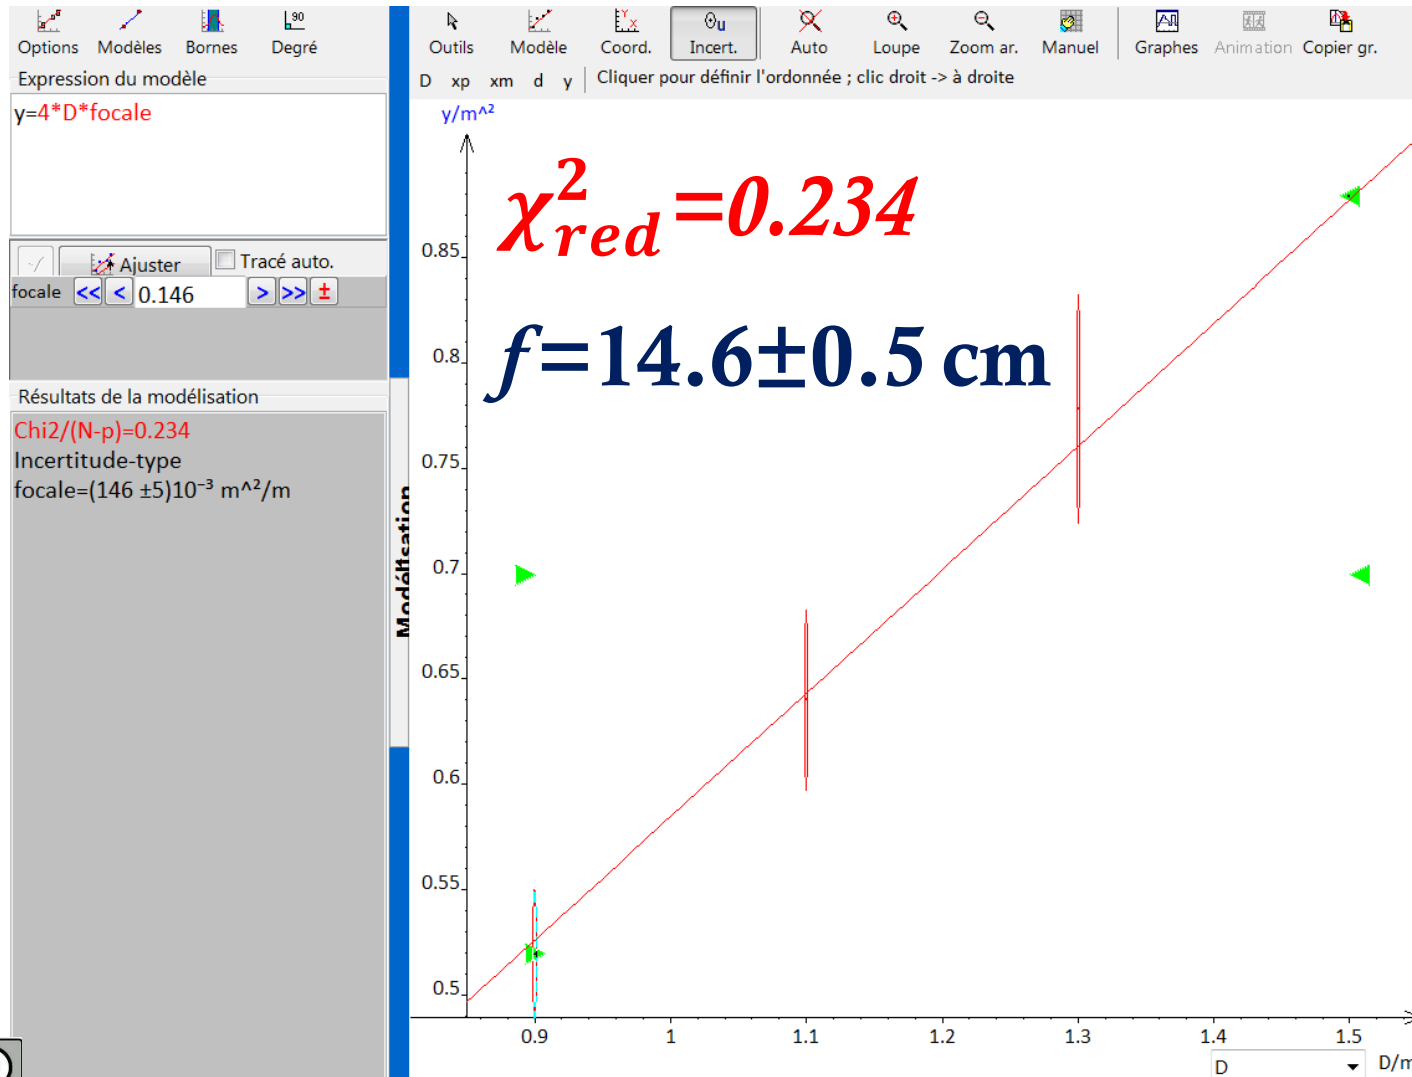 Options Modèles Bornes Degré
Expression du modèle
y=4*D*focale
Ajuster Tracé auto.
focale << < 0.146 > >> ±
Résultats de la modélisation
Chi2/(N-p)=0.234
Incertitude-type
focale=(146 ±5)10⁻³ m^²/m
Modélisation
Outils Modèle Coord. Incert. Auto Loupe Zoom ar. Manuel Graphes Animation Copier gr.
D xp xm d y Cliquer pour définir l'ordonnée ; clic droit -> à droite
y/m^²
χ²red=0.234
f=14.6±0.5 cm
0.85
0.8
0.75
0.7
0.65
0.6
0.55
0.5
0.9 1 1.1 1.2 1.3 1.4 1.5
D D/m